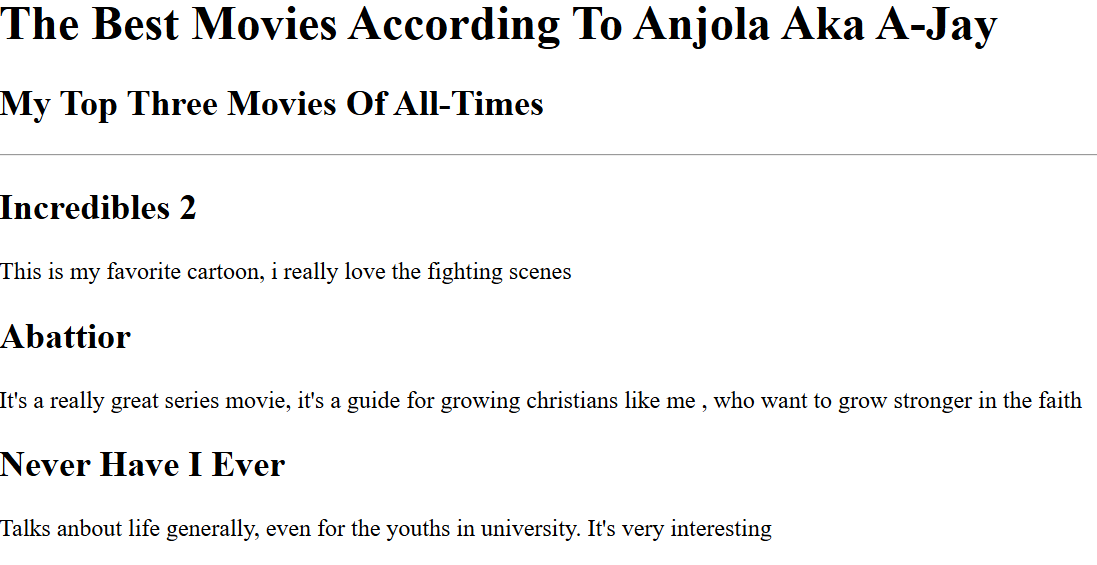 The Best Movies According To Anjola Aka A-Jay
My Top Three Movies Of All-Times
Incredibles 2
This is my favorite cartoon, i really love the fighting scenes
Abattior
It's a really great series movie, it's a guide for growing christians like me , who want to grow stronger in the faith
Never Have I Ever
Talks anbout life generally, even for the youths in university. It's very interesting